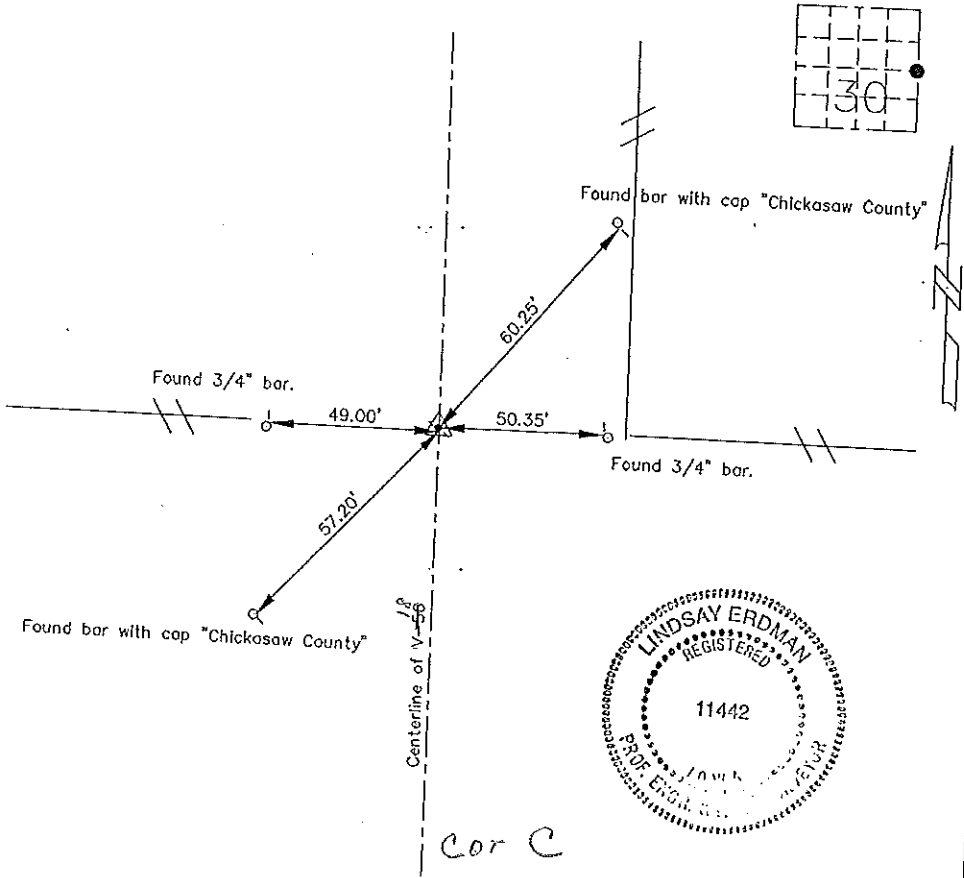 30
Found bar with cap "Chickasaw County"
60.25'
Found 3/4" bar.
49.00'
50.35'
Found 3/4" bar.
57.20'
Found bar with cap "Chickasaw County"
18
Centerline of V-56
N
LINDSAY ERDMAN
REGISTERED
11442
PROF.
IOWA
Cor C